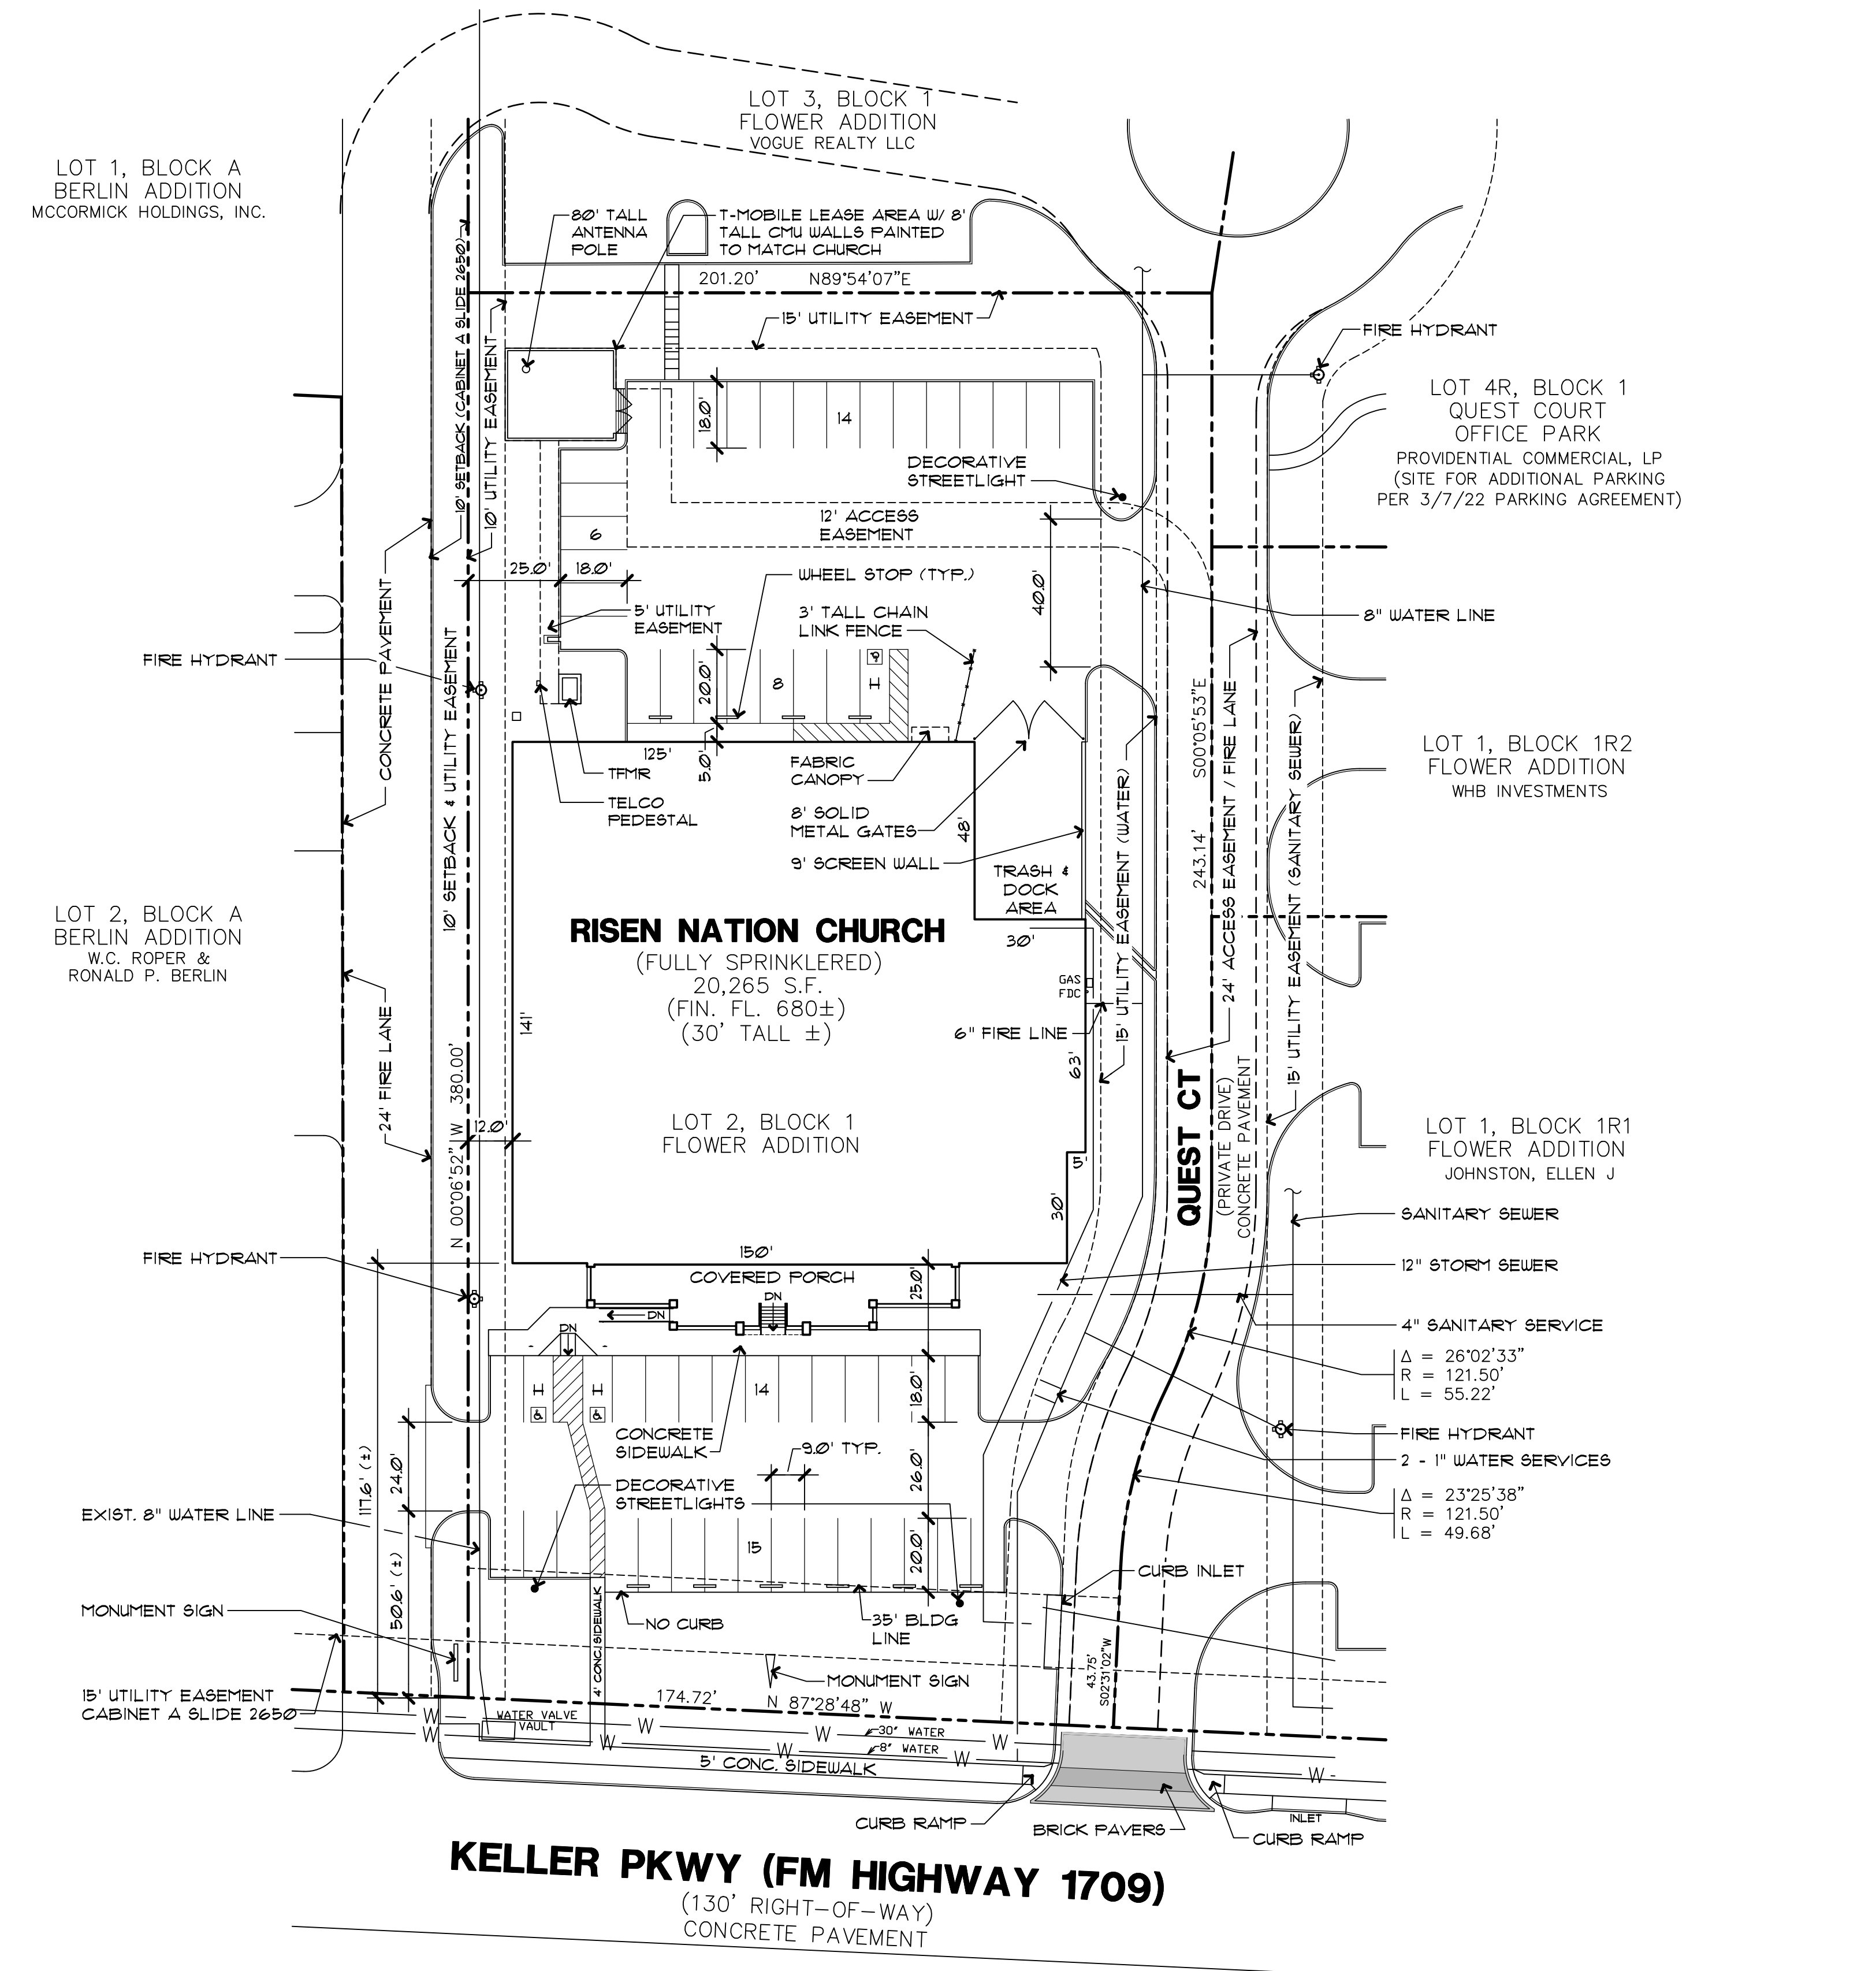 LOT 3, BLOCK 1
FLOWER ADDITION
VOGUE REALTY LLC
LOT 1, BLOCK A
BERLIN ADDITION
MCCORMICK HOLDINGS, INC.
80' TALL
ANTENNA
POLE
T-MOBILE LEASE AREA W/ 8'
TALL CMU WALLS PAINTED
TO MATCH CHURCH
201.20' N89°54'07"E
15' UTILITY EASEMENT
FIRE HYDRANT
10' SETBACK (CABINET A SLIDE 2650)
10' UTILITY EASEMENT
LOT 4R, BLOCK 1
QUEST COURT
OFFICE PARK
PROVIDENTIAL COMMERCIAL, LP
(SITE FOR ADDITIONAL PARKING
PER 3/7/22 PARKING AGREEMENT)
18.0'
14
DECORATIVE
STREETLIGHT
12' ACCESS
EASEMENT
6
25.0'
18.0'
WHEEL STOP (TYP.)
40.0'
5' UTILITY
EASEMENT
3' TALL CHAIN
LINK FENCE
8" WATER LINE
CONCRETE PAVEMENT
10' SETBACK & UTILITY EASEMENT
FIRE HYDRANT
20.0'
8
H
5.0'
125'
TFMR
TELCO
PEDESTAL
FABRIC
CANOPY
8' SOLID
METAL GATES
48'
9' SCREEN WALL
TRASH &
DOCK
AREA
30'
15' UTILITY EASEMENT (WATER)
S00°05'53"E
243.14'
24' ACCESS EASEMENT / FIRE LANE
15' UTILITY EASEMENT (SANITARY SEWER)
LOT 1, BLOCK 1R2
FLOWER ADDITION
WHB INVESTMENTS
LOT 2, BLOCK A
BERLIN ADDITION
W.C. ROPER &
RONALD P. BERLIN
RISEN NATION CHURCH
(FULLY SPRINKLERED)
20,265 S.F.
(FIN. FL. 680±)
(30' TALL ±)
GAS
FDC
6" FIRE LINE
63'
141'
24' FIRE LANE
N 00°06'52" W 380.00'
12.0'
LOT 2, BLOCK 1
FLOWER ADDITION
5'
30'
QUEST CT
(PRIVATE DRIVE)
CONCRETE PAVEMENT
LOT 1, BLOCK 1R1
FLOWER ADDITION
JOHNSTON, ELLEN J
SANITARY SEWER
12" STORM SEWER
4" SANITARY SERVICE
Δ = 26°02'33"
R = 121.50'
L = 55.22'
FIRE HYDRANT
2 - 1" WATER SERVICES
Δ = 23°25'38"
R = 121.50'
L = 49.68'
FIRE HYDRANT
150'
COVERED PORCH
25.0'
DN
DN
DN
H
H
14
18.0'
CONCRETE
SIDEWALK
9.0' TYP.
26.0'
DECORATIVE
STREETLIGHTS
117.6' (±)
24.0'
EXIST. 8" WATER LINE
15
20.0'
CURB INLET
50.6' (±)
MONUMENT SIGN
4' CONC. SIDEWALK
NO CURB
35' BLDG
LINE
MONUMENT SIGN
43.75'
S02°31'02"W
15' UTILITY EASEMENT
CABINET A SLIDE 2650
174.72' N 87°28'48" W
W
WATER VALVE
VAULT
W
W
30" WATER
W
W
W
W
8" WATER
W
W
5' CONC. SIDEWALK
CURB RAMP
BRICK PAVERS
INLET
CURB RAMP
KELLER PKWY (FM HIGHWAY 1709)
(130' RIGHT-OF-WAY)
CONCRETE PAVEMENT